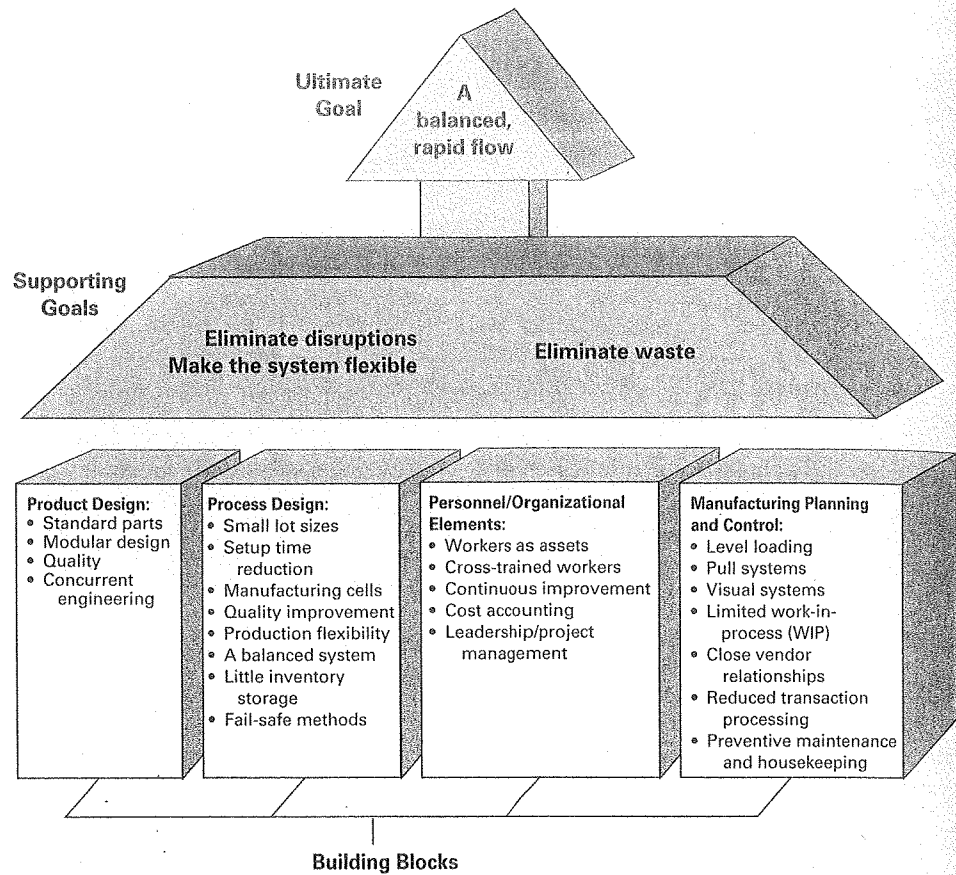 Ultimate
Goal
A
balanced,
rapid flow
Supporting
Goals
Eliminate disruptions
Make the system flexible
Eliminate waste
Product Design:
• Standard parts
• Modular design
• Quality
• Concurrent
engineering
Process Design:
• Small lot sizes
• Setup time
reduction
• Manufacturing cells
• Quality improvement
• Production flexibility
• A balanced system
• Little inventory
storage
• Fail-safe methods
Personnel/Organizational
Elements:
• Workers as assets
• Cross-trained workers
• Continuous improvement
• Cost accounting
• Leadership/project
management
Manufacturing Planning
and Control:
• Level loading
• Pull systems
• Visual systems
• Limited work-in-
process (WIP)
• Close vendor
relationships
• Reduced transaction
processing
• Preventive maintenance
and housekeeping
Building Blocks